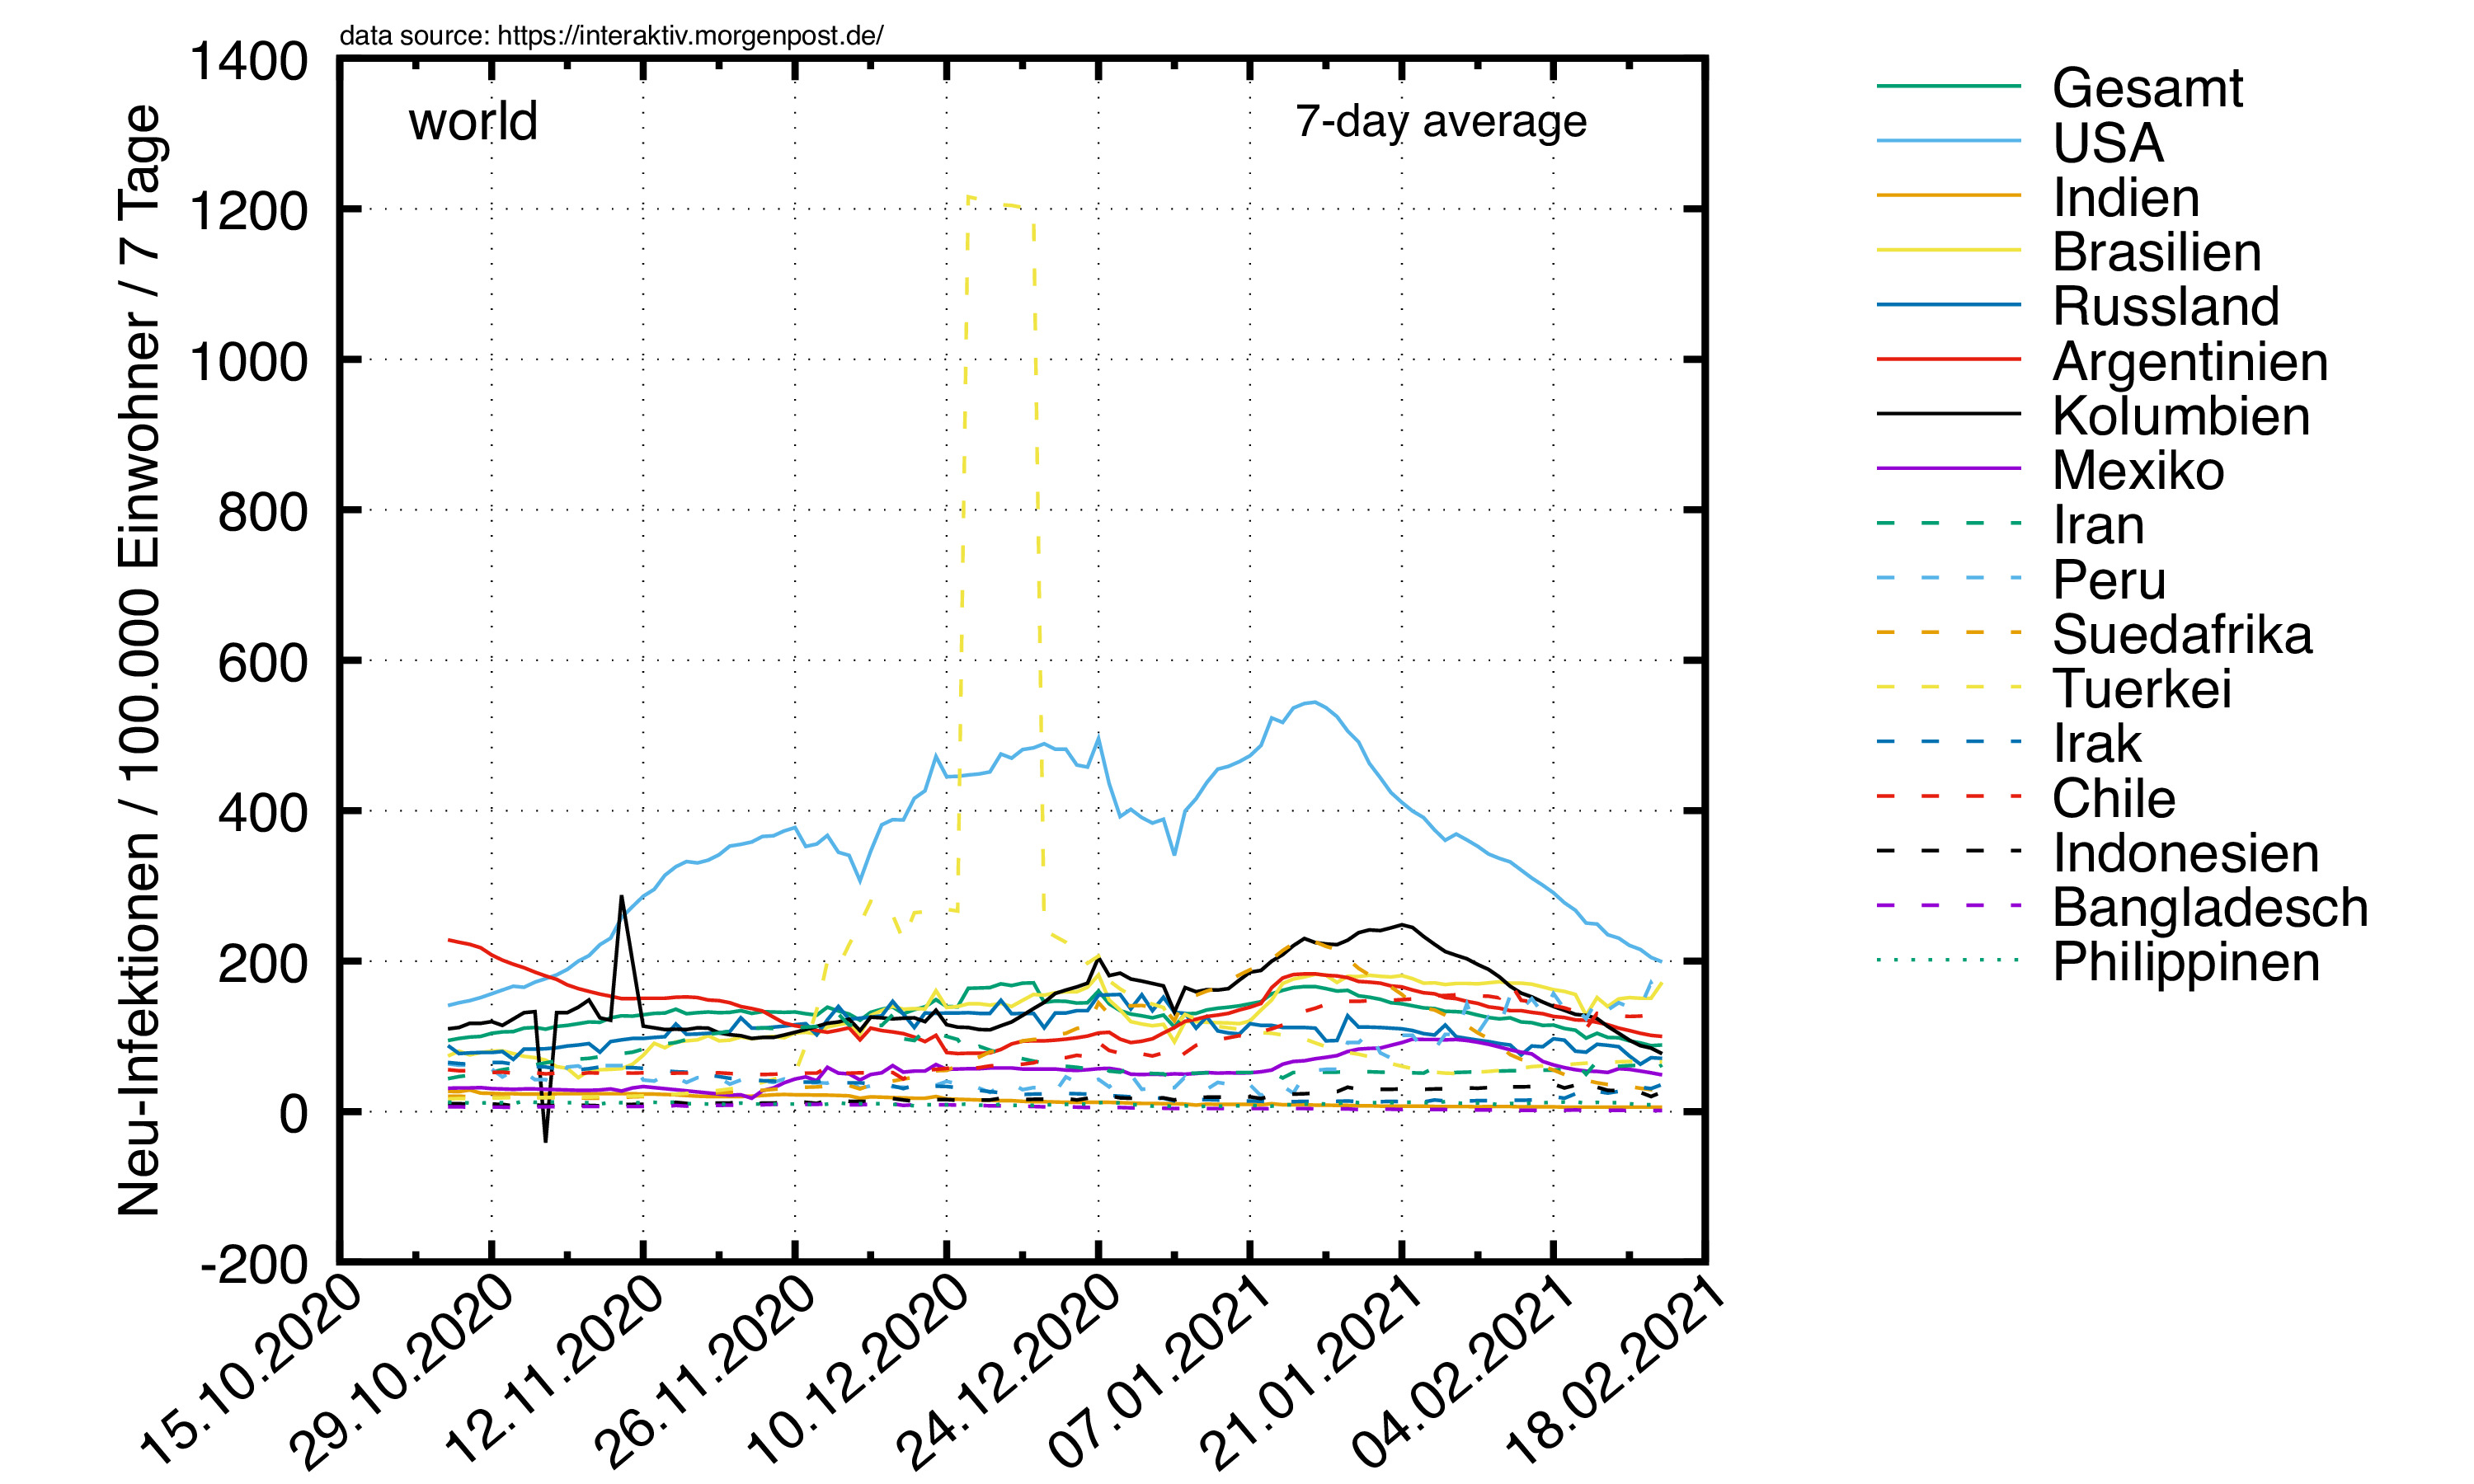 data source: https://interaktiv.morgenpost.de/
world
7-day average
Neu-Infektionen / 100.000 Einwohner / 7 Tage
1400
1200
1000
800
600
400
200
0
-200
15.10.2020
29.10.2020
12.11.2020
26.11.2020
10.12.2020
24.12.2020
07.01.2021
21.01.2021
04.02.2021
18.02.2021
Gesamt
USA
Indien
Brasilien
Russland
Argentinien
Kolumbien
Mexiko
Iran
Peru
Suedafrika
Tuerkei
Irak
Chile
Indonesien
Bangladesch
Philippinen